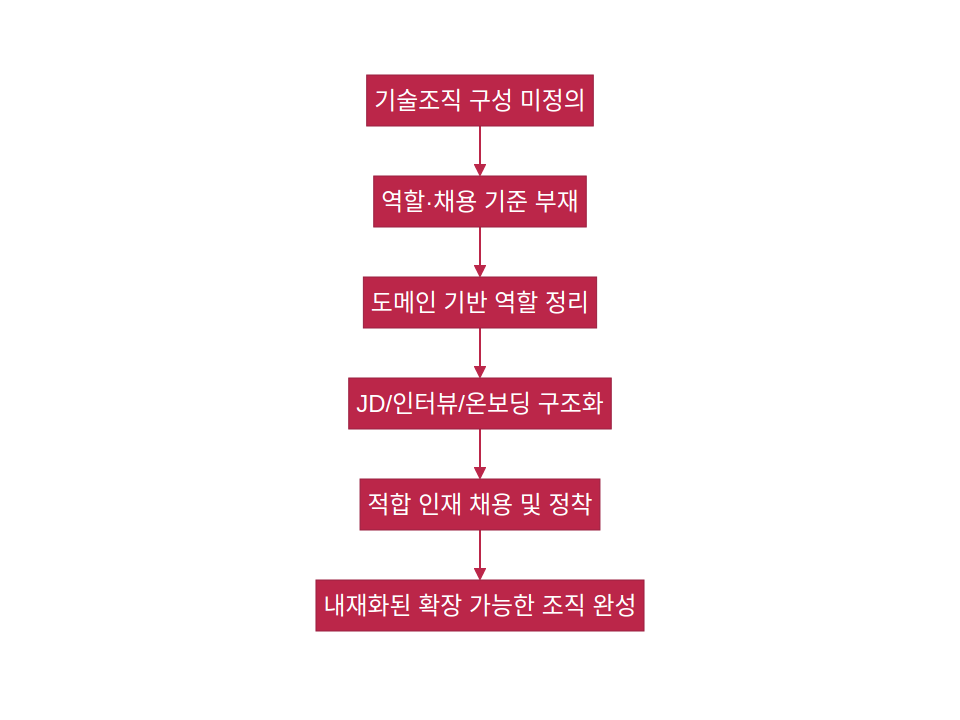 기술조직 구성 미정의
역할·채용 기준 부재
도메인 기반 역할 정리
JD/인터뷰/온보딩 구조화
적합 인재 채용 및 정착
내재화된 확장 가능한 조직 완성